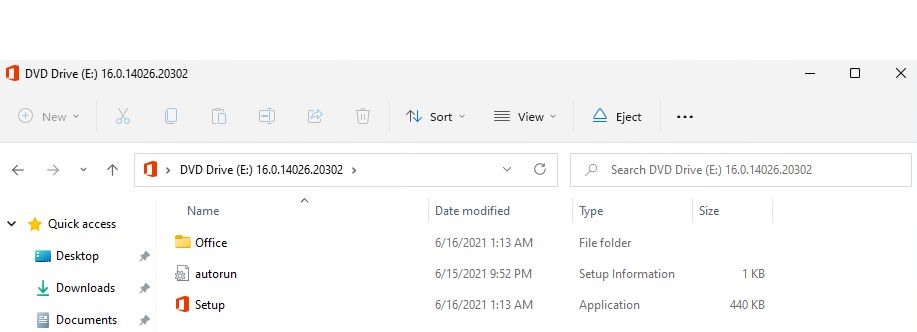 DVD Drive (E:) 16.0.14026.20302
New Sort View Eject
DVD Drive (E:) 16.0.14026.20302 Search DVD Drive (E:) 16.0.14026.20302
Quick access
Desktop
Downloads
Documents
Name Date modified Type Size
Office 6/16/2021 1:13 AM File folder
autorun 6/15/2021 9:52 PM Setup Information 1 KB
Setup 6/16/2021 1:13 AM Application 440 KB